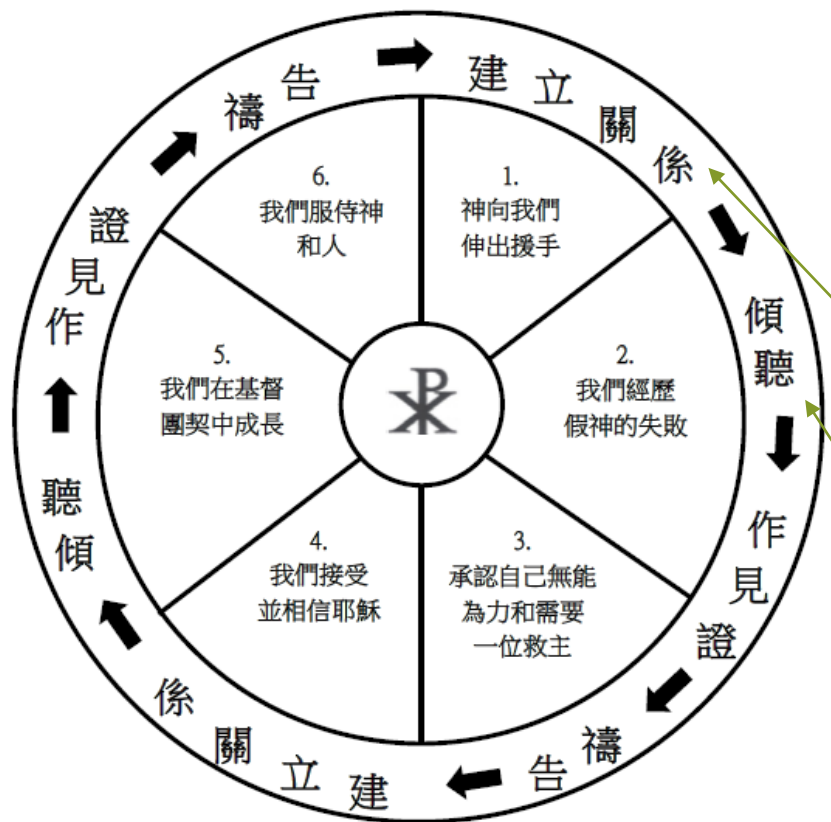 建立關係
傾聽
作見證
禱告
建立關係
傾聽
作見證
禱告
1.
神向我們
伸出援手
2.
我們經歷
假神的失敗
3.
承認自己無能
為力和需要
一位救主
4.
我們接受
並相信耶穌
5.
我們在基督
團契中成長
6.
我們服侍神
和人